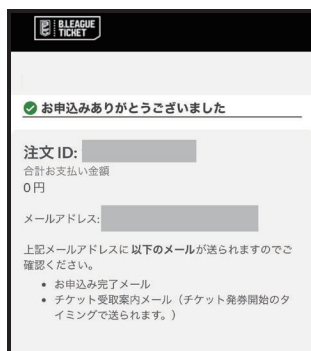 B.LEAGUE
TICKET
お申込みありがとうございました
注文 ID:
合計お支払い金額
0 円
メールアドレス:
上記メールアドレスに 以下のメールが送られますのでご
確認ください。
• お申込み完了メール
• チケット受取案内メール（チケット発券開始のタ
イミングで送られます。）